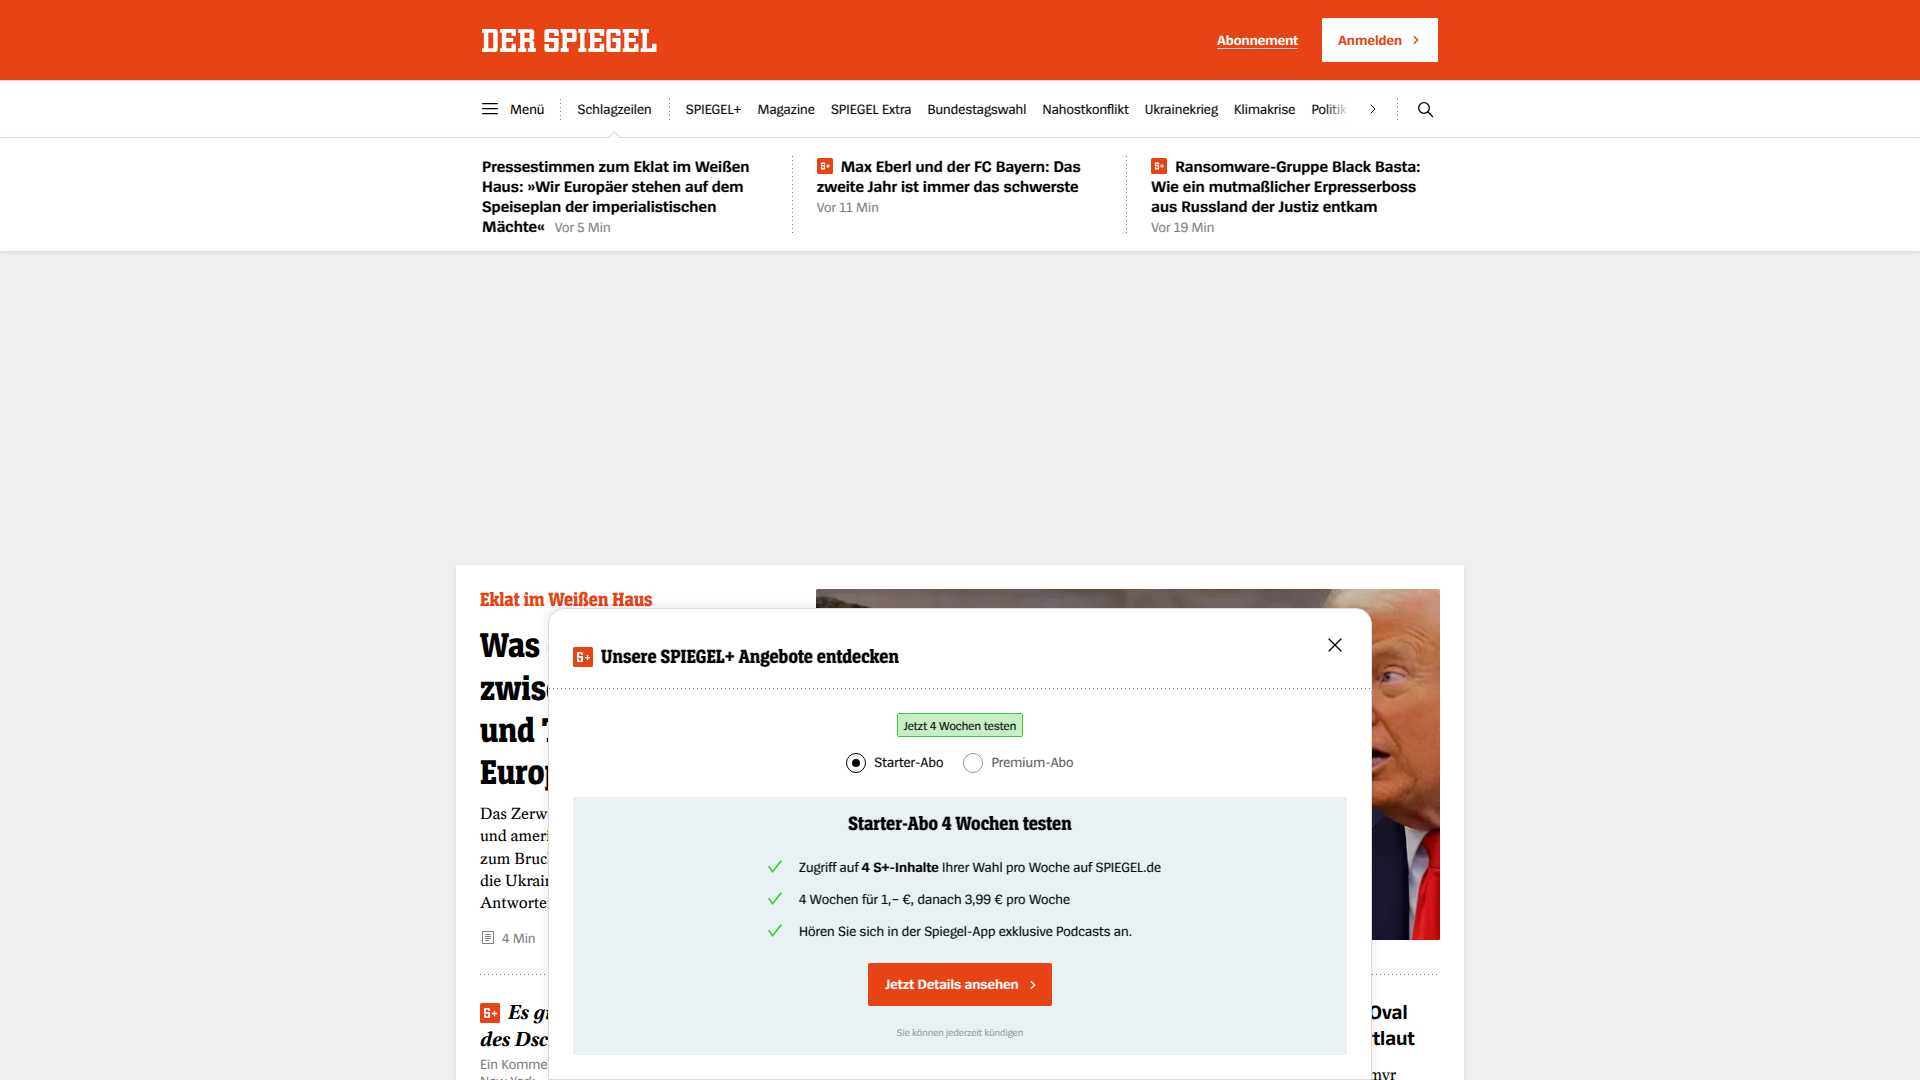 DER SPIEGEL
Abonnement
Anmelden
Menü
Schlagzeilen
SPIEGEL+
Magazine
SPIEGEL Extra
Bundestagswahl
Nahostkonflikt
Ukrainekrieg
Klimakrise
Politik
Pressestimmen zum Eklat im Weißen
Haus: »Wir Europäer stehen auf dem
Speiseplan der imperialistischen
Mächte« Vor 5 Min
Max Eberl und der FC Bayern: Das
zweite Jahr ist immer das schwerste
Vor 11 Min
Ransomware-Gruppe Black Basta:
Wie ein mutmaßlicher Erpresserboss
aus Russland der Justiz entkam
Vor 19 Min
Eklat im Weißen Haus
Was
und
Das Zerw
und ameri
zum Bruc
die Ukrain
Antworte
4 Min
Unsere SPIEGEL+ Angebote entdecken
Jetzt 4 Wochen testen
Starter-Abo
Premium-Abo
Starter-Abo 4 Wochen testen
Zugriff auf 4 S+-Inhalte Ihrer Wahl pro Woche auf SPIEGEL.de
4 Wochen für 1,– €, danach 3,99 € pro Woche
Hören Sie sich in der Spiegel-App exklusive Podcasts an.
Jetzt Details ansehen
Sie können jederzeit kündigen
Es
des Dsc
Ein Komme
Oval
tlaut